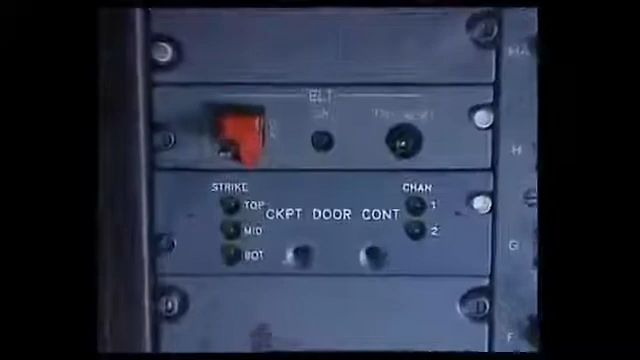 ELT
STRIKE
CHAN
TOP
1
CKPT DOOR CONT
MID
2
BOT
H
G
F